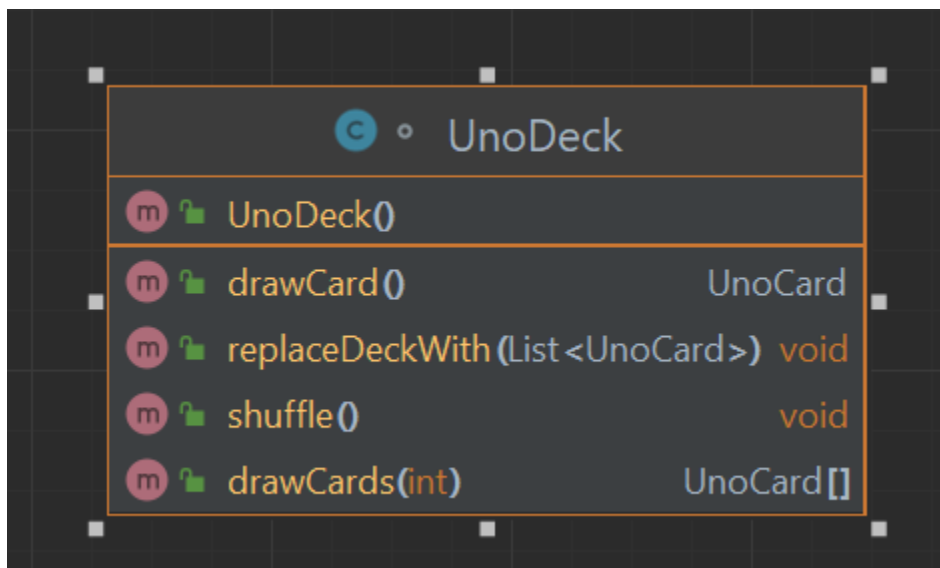 C UnoDeck
m UnoDeck()
m drawCard() UnoCard
m replaceDeckWith(List<UnoCard>) void
m shuffle() void
m drawCards(int) UnoCard[]